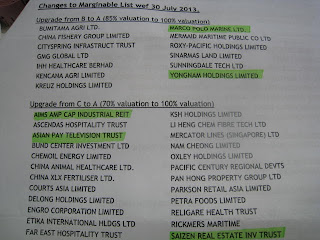 Changes to Marginable List wef 30 July 2013.
Upgrade from B to A (85% valuation to 100% valuation)
BUMITAMA AGRI LTD.
CHINA FISHERY GROUP LIMITED
CITYSPRING INFRASTRUCT TRUST
GMG GLOBAL LTD
IHH HEALTHCARE BERHAD
KENCANA AGRI LIMITED
KREUZ HOLDINGS LIMITED
MARCO POLO MARINE LTD.
MERMAID MARITIME PUBLIC CO LTD
ROXY-PACIFIC HOLDINGS LIMITED
SINARMAS LAND LIMITED
SUNNINGDALE TECH LTD
YONGNAM HOLDINGS LIMITED
Upgrade from C to A (70% valuation to 100% valuation)
AIMS AMP CAP INDUSTRIAL REIT
ASCENDAS HOSPITALITY TRUST
ASIAN PAY TELEVISION TRUST
BUND CENTER INVESTMENT LTD
CHEMOIL ENERGY LIMITED
CHINA ANIMAL HEALTHCARE LTD.
CHINA XLX FERTILISER LTD.
COURTS ASIA LIMITED
DELONG HOLDINGS LIMITED
ENGRO CORPORATION LIMITED
ETIKA INTERNATIONAL HLDGS LTD
FAR EAST HOSPITALITY TRUST
KSH HOLDINGS LIMITED
LI HENG CHEM FIBRE TECH LTD
MERCATOR LINES (SINGAPORE) LTD
NAM CHEONG LIMITED
OXLEY HOLDINGS LIMITED
PACIFIC CENTURY REGIONAL DEVTS
PAN HONG PROPERTY GROUP LTD
PARKSON RETAIL ASIA LIMITED
PETRA FOODS LIMITED
RELIGARE HEALTH TRUST
RICKMERS MARITIME
SAIZEN REAL ESTATE INV TRUST